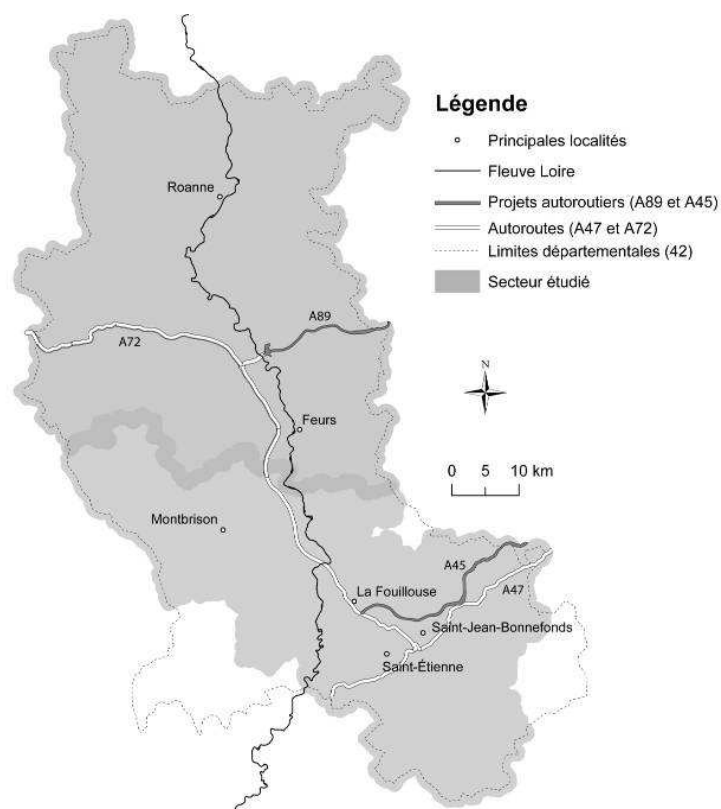 Légende
Principales localités
Fleuve Loire
Projets autoroutiers (A89 et A45)
Autoroutes (A47 et A72)
Limites départementales (42)
Secteur étudié
Roanne
A89
A72
N
Feurs
0 5 10 km
Montbrison
A45
A47
La Fouillouse
Saint-Jean-Bonnefonds
Saint-Étienne